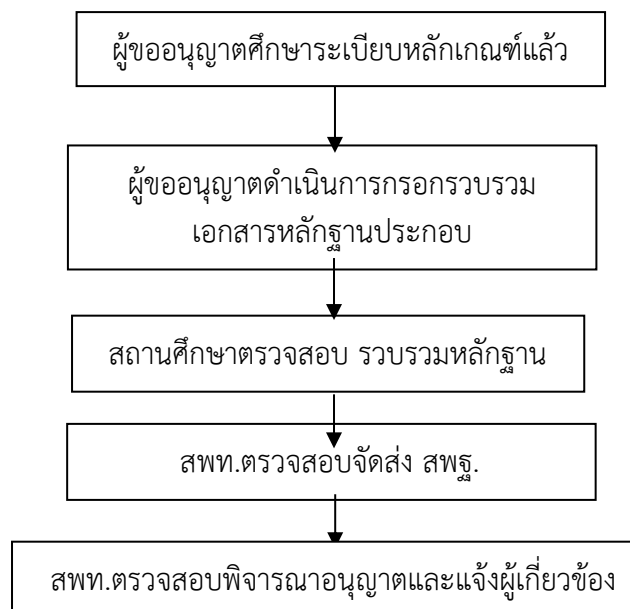 ผู้ขออนุญาตศึกษาระเบียบหลักเกณฑ์แล้ว
ผู้ขออนุญาตดำเนินการกรอกรวบรวม
เอกสารหลักฐานประกอบ
สถานศึกษาตรวจสอบ รวบรวมหลักฐาน
สพท.ตรวจสอบจัดส่ง สพฐ.
สพท.ตรวจสอบพิจารณาอนุญาตและแจ้งผู้เกี่ยวข้อง